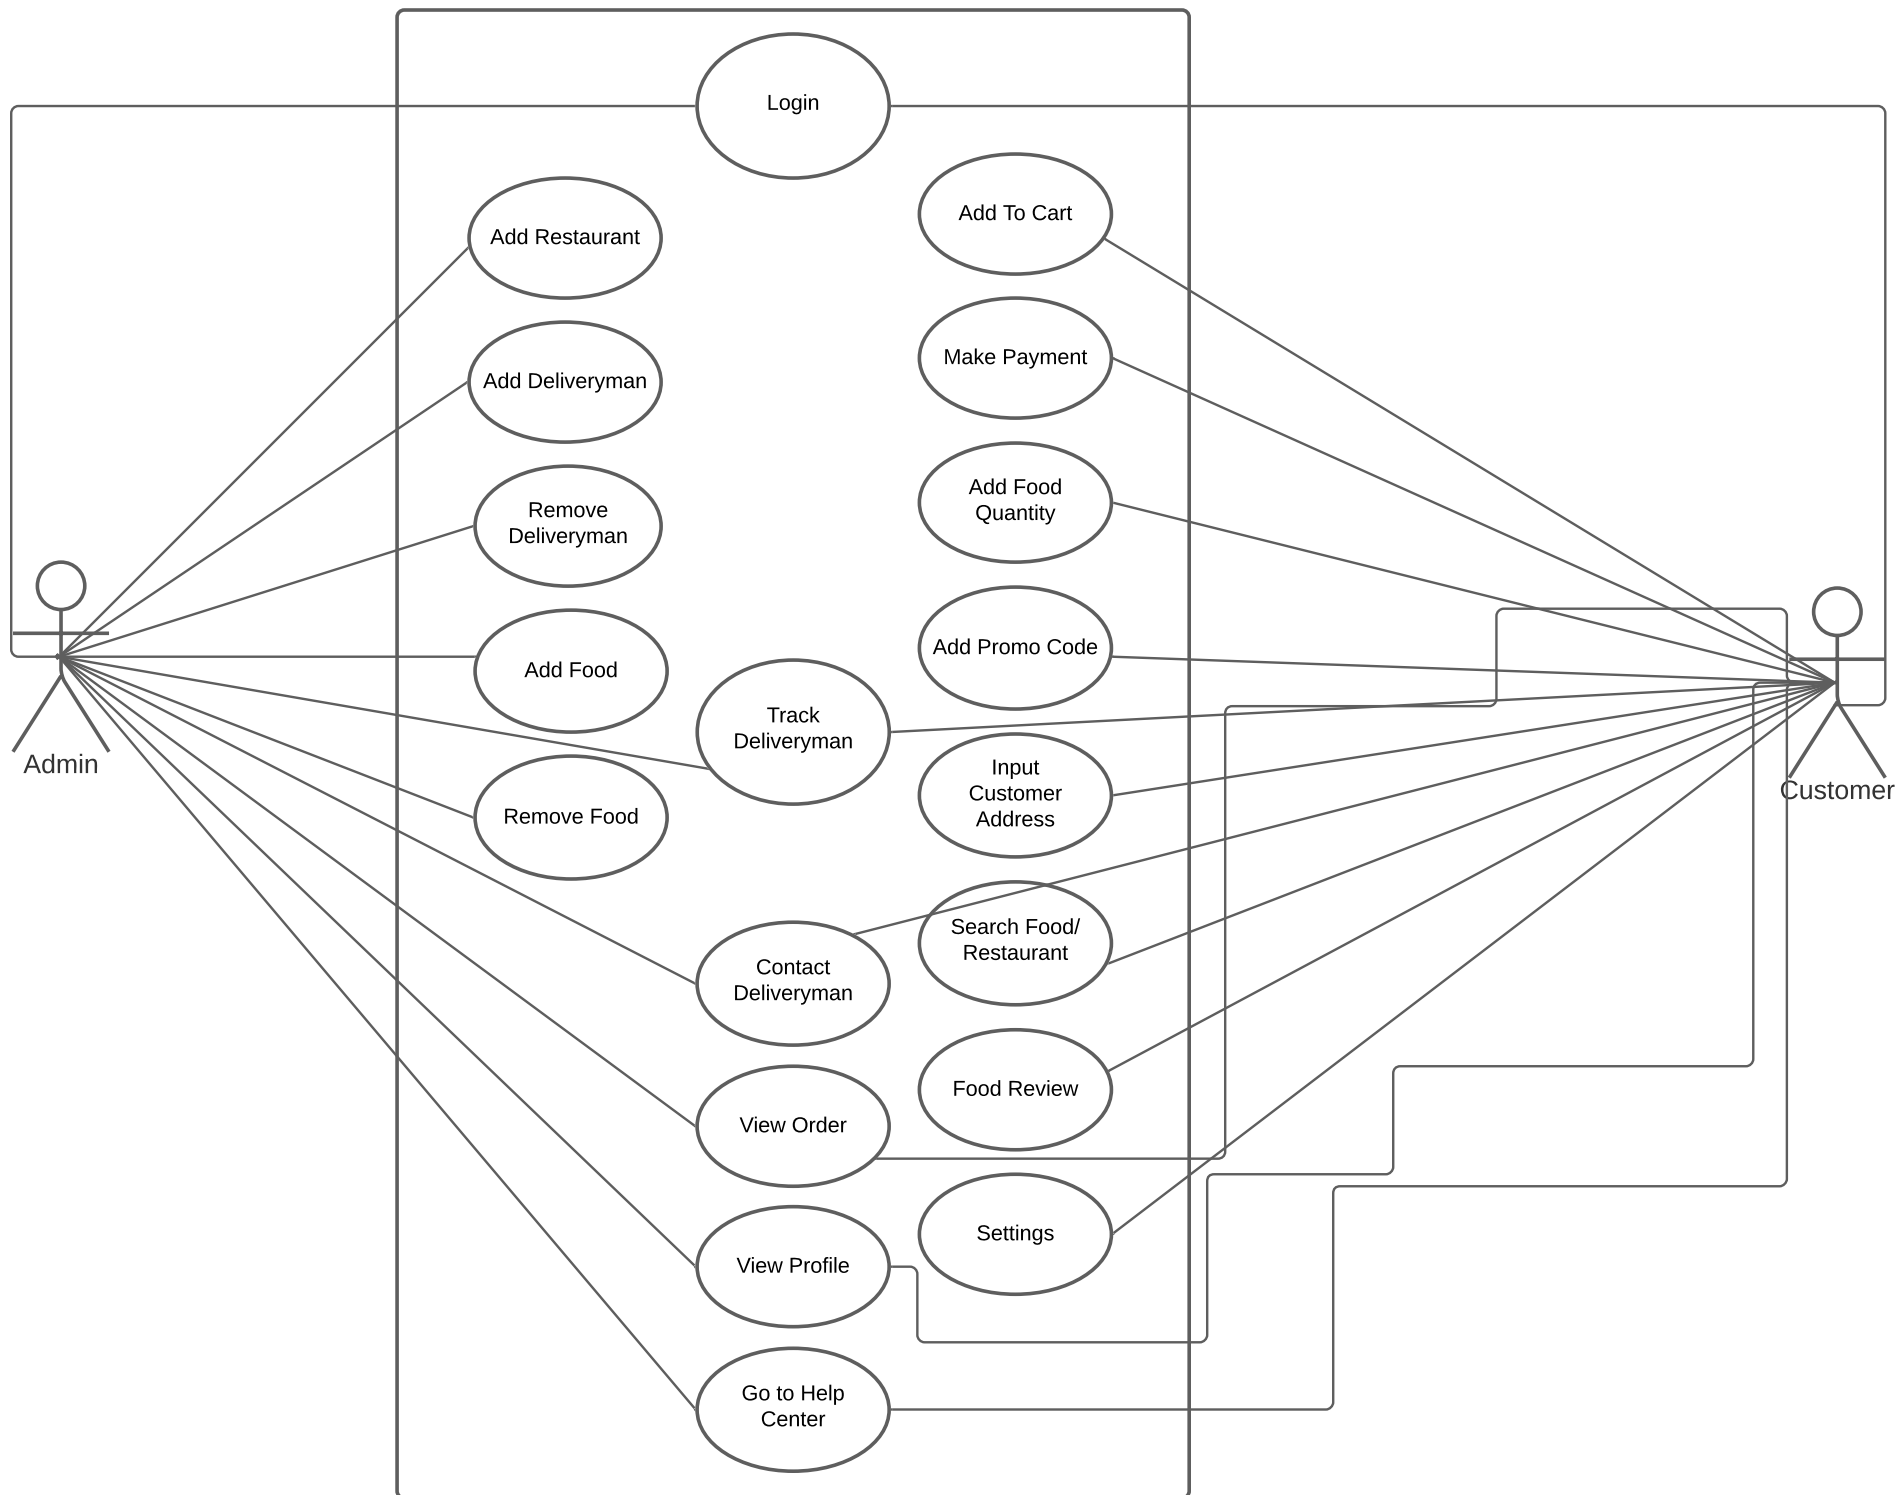 Login
Add Restaurant
Add To Cart
Add Deliveryman
Make Payment
Remove
Deliveryman
Add Food
Quantity
Add Food
Add Promo Code
Track
Deliveryman
Admin
Customer
Input
Customer
Address
Remove Food
Search Food/
Restaurant
Contact
Deliveryman
Food Review
View Order
Settings
View Profile
Go to Help
Center